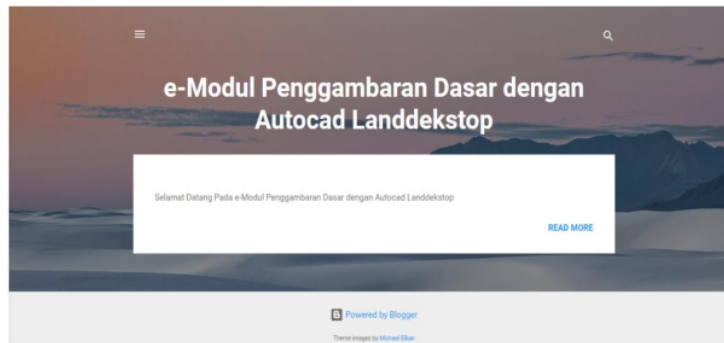 e-Modul Penggambaran Dasar dengan
Autocad Landdekstop
Selamat Datang Pada e-Modul Penggambaran Dasar dengan Autocad Landdekstop
READ MORE
Powered by Blogger
Theme images by Michael Elkan